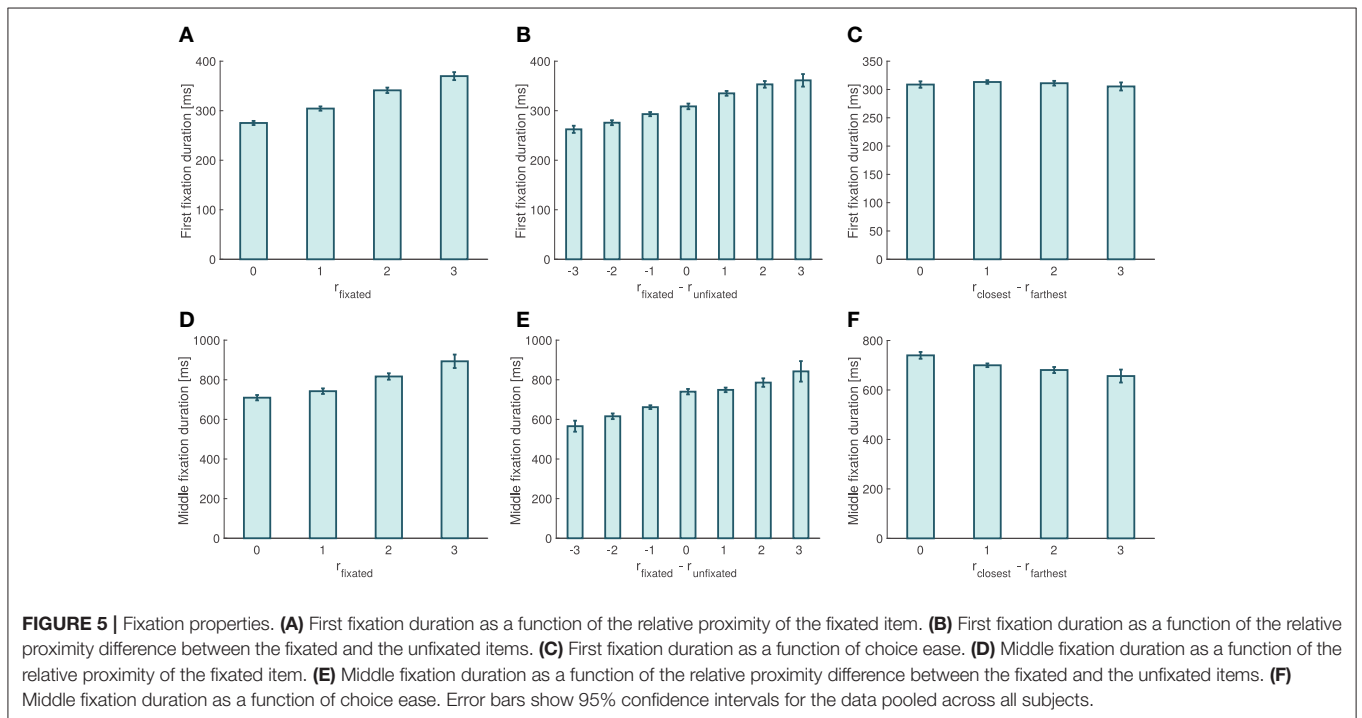 A
400
300
200
100
0
First fixation duration [ms]
0 1 2 3
r_fixated
B
400
300
200
100
0
First fixation duration [ms]
-3 -2 -1 0 1 2 3
r_fixated - r_unfixated
C
350
300
250
200
150
100
50
0
First fixation duration [ms]
0 1 2 3
r_closest - r_farthest
D
1000
800
600
400
200
0
Middle fixation duration [ms]
0 1 2 3
r_fixated
E
1000
800
600
400
200
0
Middle fixation duration [ms]
-3 -2 -1 0 1 2 3
r_fixated - r_unfixated
F
800
600
400
200
0
Middle fixation duration [ms]
0 1 2 3
r_closest - r_farthest
FIGURE 5 | Fixation properties. (A) First fixation duration as a function of the relative proximity of the fixated item. (B) First fixation duration as a function of the relative
proximity difference between the fixated and the unfixated items. (C) First fixation duration as a function of choice ease. (D) Middle fixation duration as a function of the
relative proximity of the fixated item. (E) Middle fixation duration as a function of the relative proximity difference between the fixated and the unfixated items. (F)
Middle fixation duration as a function of choice ease. Error bars show 95% confidence intervals for the data pooled across all subjects.